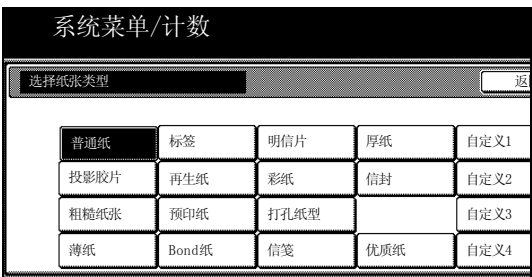 系统菜单/计数
选择纸张类型 返
普通纸 标签 明信片 厚纸 自定义1
投影胶片 再生纸 彩纸 信封 自定义2
粗糙纸张 预印纸 打孔纸型 自定义3
薄纸 Bond纸 信笺 优质纸 自定义4